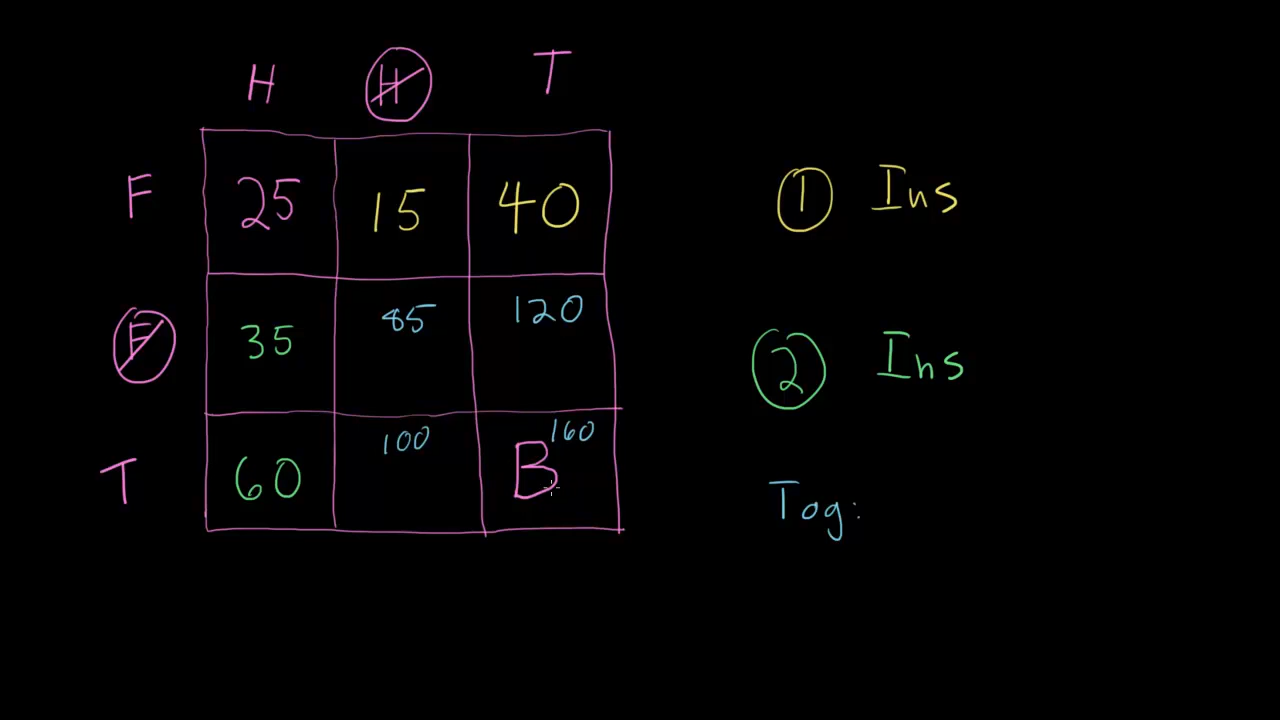 H H T
F 25 15 40 ① Ins
F 35 85 120 ② Ins
T 60 100 B 160 Tog: